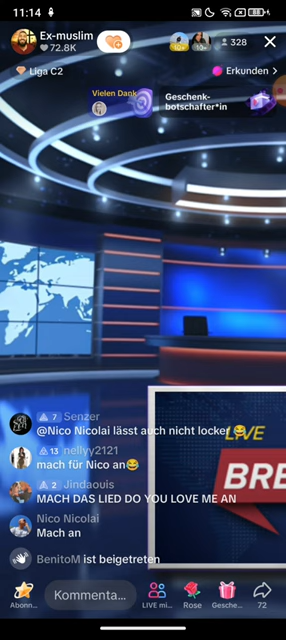 11:14
Ex-muslim
72.8K
328
Liga C2
Erkunden >
10+
10+
Vielen Dank
Geschenk-
botschafter*in
7 Senzer
@Nico Nicolai lässt auch nicht locker😂
13 nellyy2121
mach für Nico an😂
2 Jindaouis
MACH DAS LIED DO YOU LOVE ME AN
Nico Nicolai
Mach an
BenitoM ist beigetreten
LIVE
BRE
Kommenta...
Abonn...
LIVE mi...
Rose
Gesche...
72